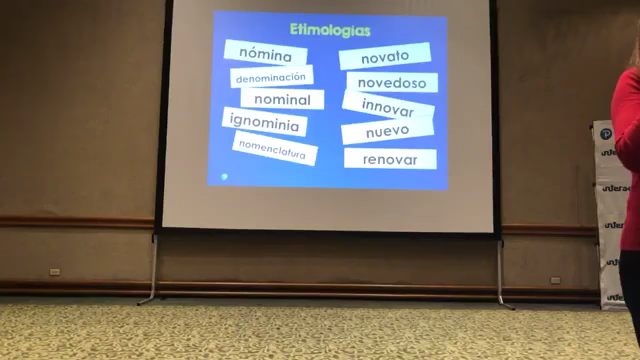 Etimologías
nómina
denominación
nominal
ignominia
nomenclatura
novato
novedoso
innovar
nuevo
renovar